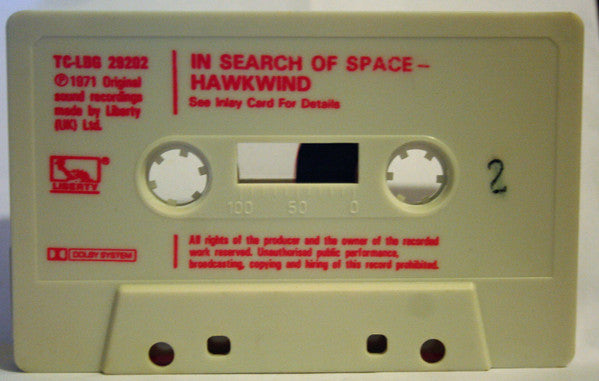 TC-LBG 29202
℗ 1971 Original
sound recordings
made by Liberty
(UK) Ltd.
IN SEARCH OF SPACE–
HAWKWIND
See Inlay Card For Details
LIBERTY®
2
100 50 0
DOLBY SYSTEM
All rights of the producer and the owner of the recorded
work reserved. Unauthorised public performance,
broadcasting, copying and hiring of this record prohibited.